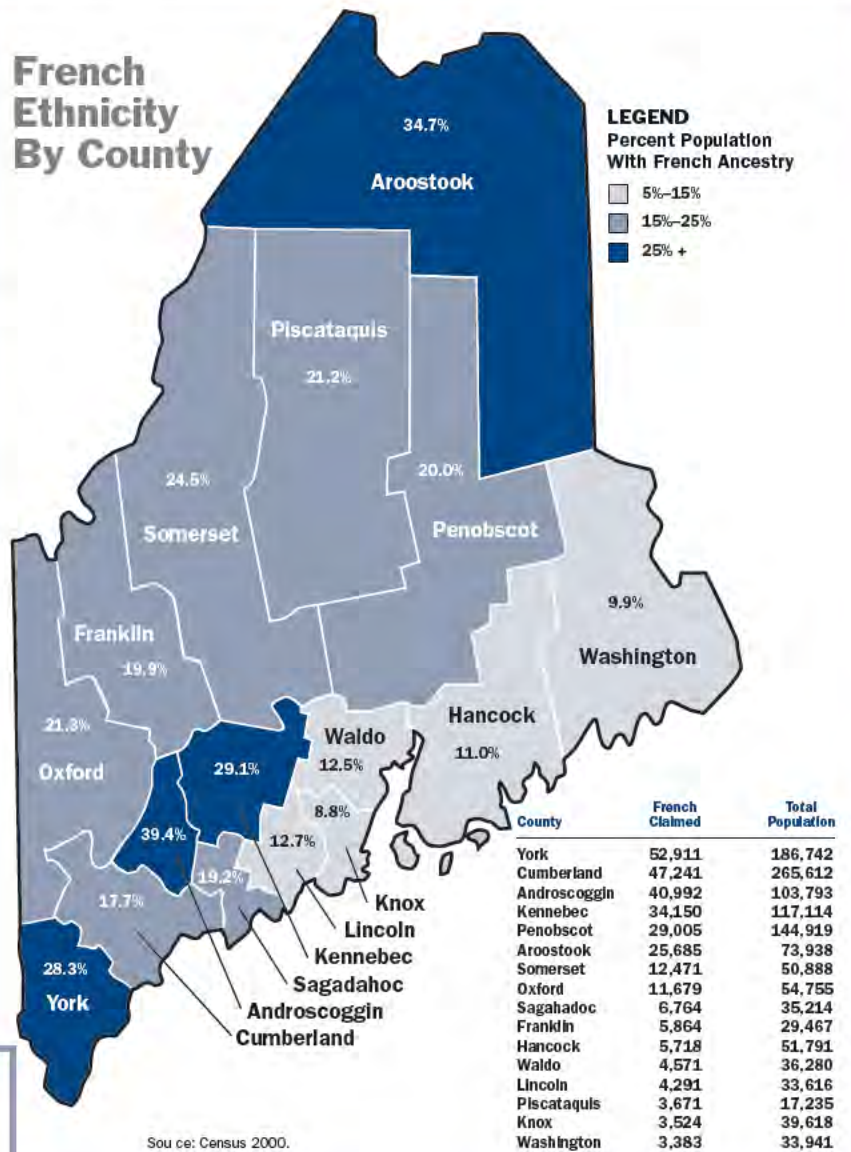 French
Ethnicity
By County
LEGEND
Percent Population
With French Ancestry
5%–15%
15%–25%
25% +
34.7%
Aroostook
Piscataquis
21.2%
24.5%
Somerset
20.0%
Penobscot
9.9%
Washington
Franklin
19.9%
21.3%
Oxford
Hancock
11.0%
Waldo
12.5%
29.1%
8.8%
39.4%
12.7%
19.2%
17.7%
Knox
Lincoln
Kennebec
Sagadahoc
Androscoggin
Cumberland
28.3%
York
County French Claimed Total Population
York 52,911 186,742
Cumberland 47,241 265,612
Androscoggin 40,992 103,793
Kennebec 34,150 117,114
Penobscot 29,005 144,919
Aroostook 25,685 73,938
Somerset 12,471 50,888
Oxford 11,679 54,755
Sagahadoc 6,764 35,214
Franklin 5,864 29,467
Hancock 5,718 51,791
Waldo 4,571 36,280
Lincoln 4,291 33,616
Piscataquis 3,671 17,235
Knox 3,524 39,618
Washington 3,383 33,941
Sou ce: Census 2000.